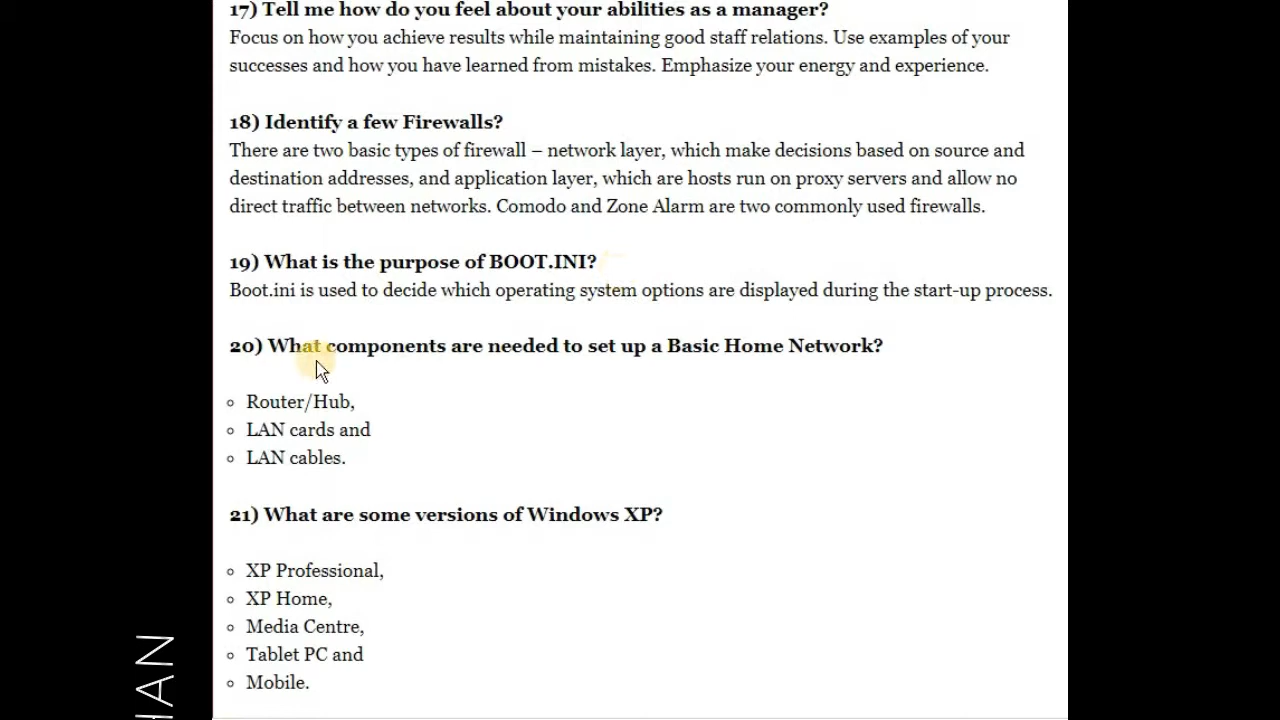 17) Tell me how do you feel about your abilities as a manager?
Focus on how you achieve results while maintaining good staff relations. Use examples of your
successes and how you have learned from mistakes. Emphasize your energy and experience.
18) Identify a few Firewalls?
There are two basic types of firewall – network layer, which make decisions based on source and
destination addresses, and application layer, which are hosts run on proxy servers and allow no
direct traffic between networks. Comodo and Zone Alarm are two commonly used firewalls.
19) What is the purpose of BOOT.INI?
Boot.ini is used to decide which operating system options are displayed during the start-up process.
20) What components are needed to set up a Basic Home Network?
Router/Hub,
LAN cards and
LAN cables.
21) What are some versions of Windows XP?
XP Professional,
XP Home,
Media Centre,
Tablet PC and
Mobile.